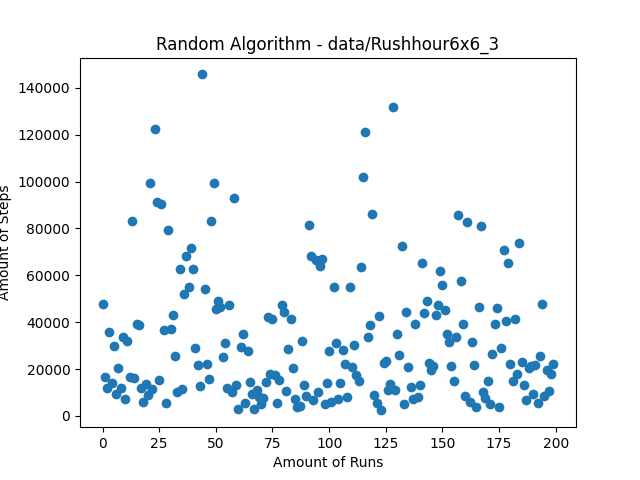 Random Algorithm - data/Rushhour6x6_3
140000
120000
100000
80000
60000
40000
20000
0
Amount of Steps
0 25 50 75 100 125 150 175 200
Amount of Runs